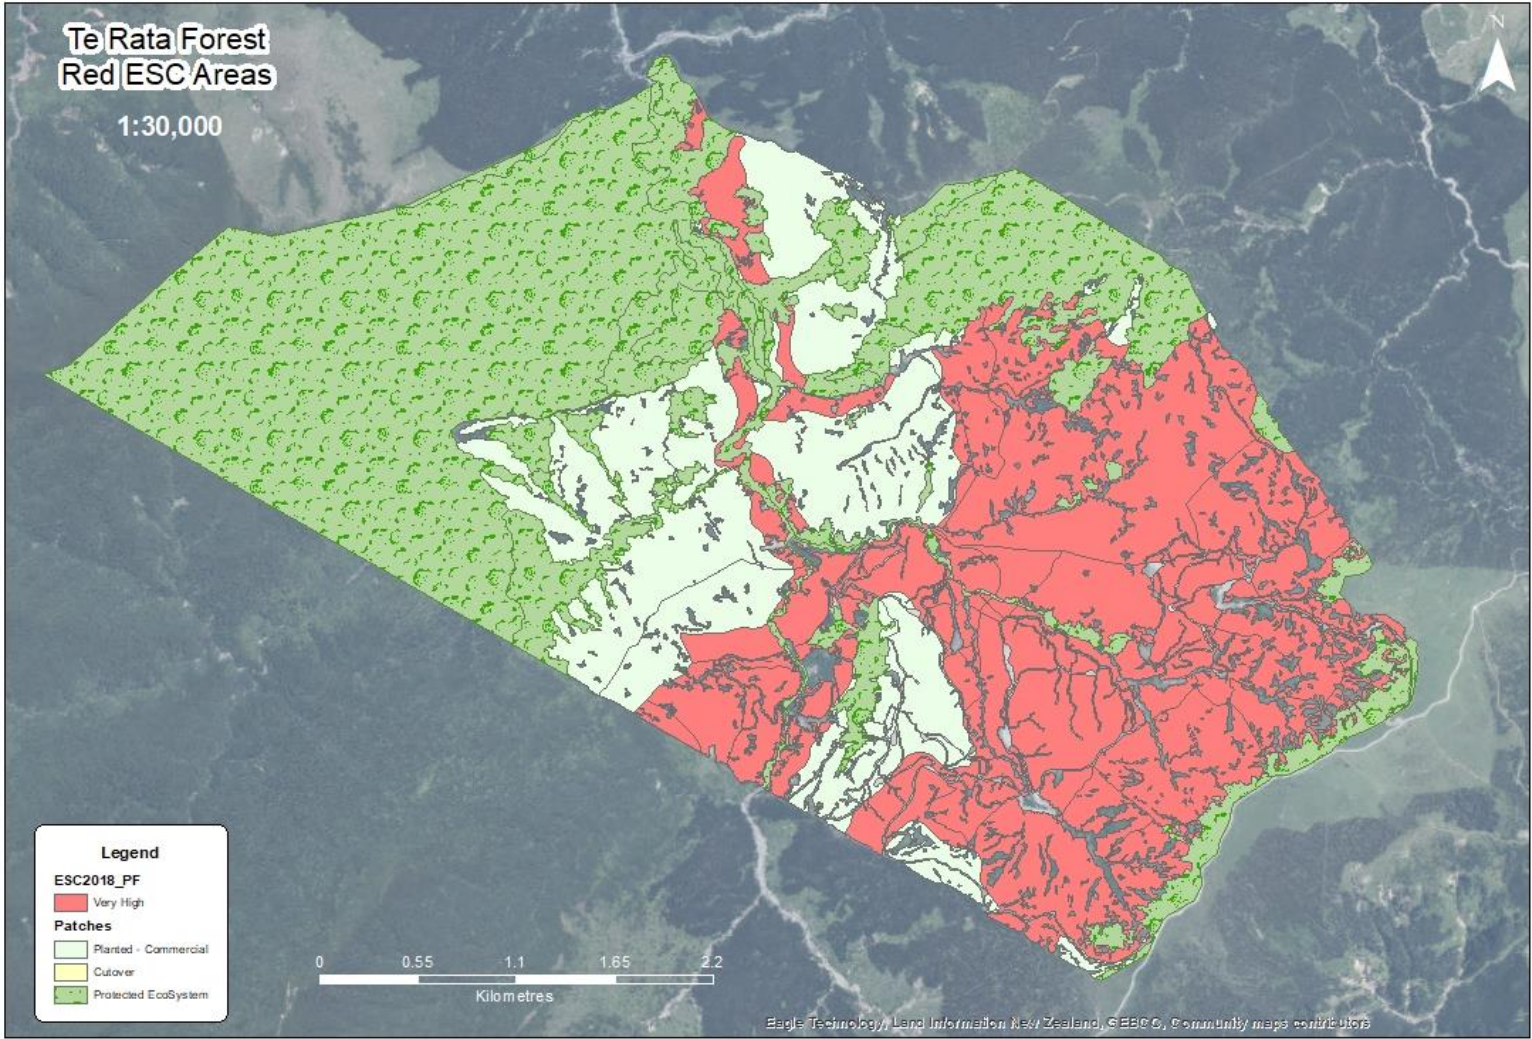 Te Rata Forest
Red ESC Areas
1:30,000
N
Legend
ESC2018_PF
Very High
Patches
Planted - Commercial
Cutover
Protected EcoSystem
0 0.55 1.1 1.65 2.2
Kilometres
Eagle Technology, Land Information New Zealand, GEBCO, Community maps contributors